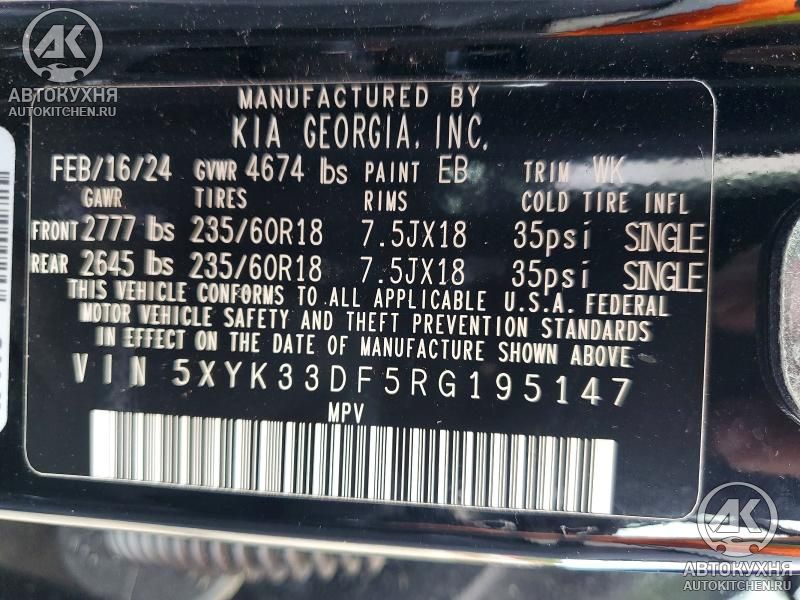 AK
АВТОКУХНЯ
AUTOKITCHEN.RU
MANUFACTURED BY
KIA GEORGIA, INC.
FEB/16/24 GVWR 4674 lbs PAINT EB TRIM WK
GAWR TIRES RIMS COLD TIRE INFL
FRONT 2777 lbs 235/60R18 7.5JX18 35psi SINGLE
REAR 2645 lbs 235/60R18 7.5JX18 35psi SINGLE
THIS VEHICLE CONFORMS TO ALL APPLICABLE U.S.A. FEDERAL
MOTOR VEHICLE SAFETY AND THEFT PREVENTION STANDARDS
IN EFFECT ON THE DATE OF MANUFACTURE SHOWN ABOVE
VIN 5XYK33DF5RG195147
MPV
AK
АВТОКУХНЯ
AUTOKITCHEN.RU